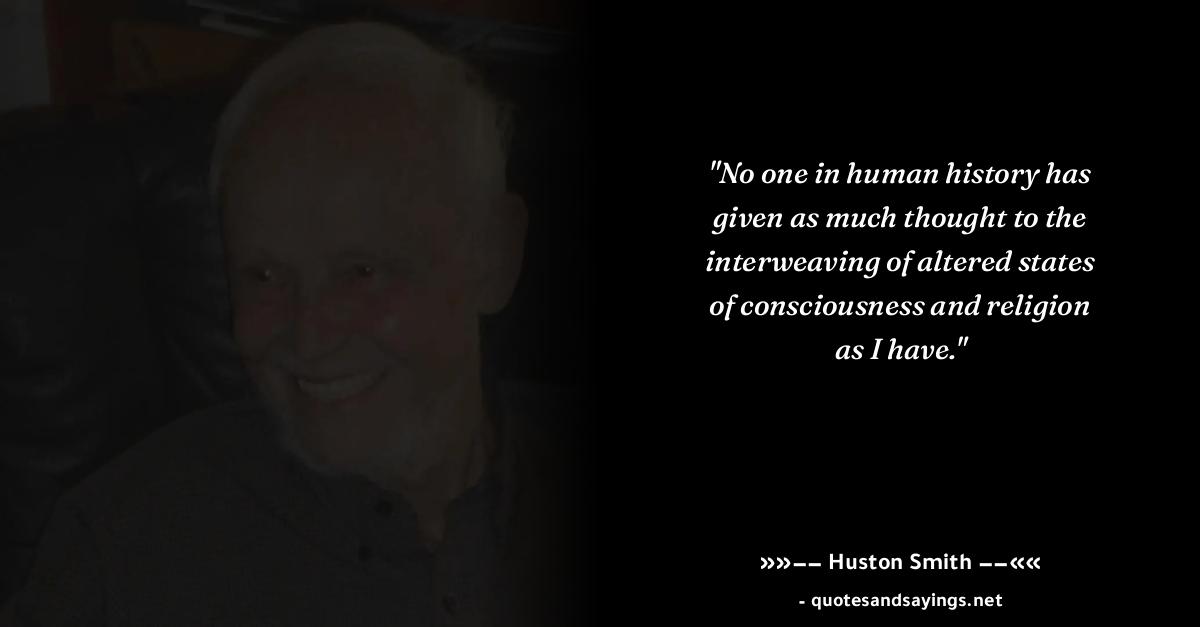 "No one in human history has
given as much thought to the
interweaving of altered states
of consciousness and religion
as I have."
»»–– Huston Smith ––««
- quotesandsayings.net